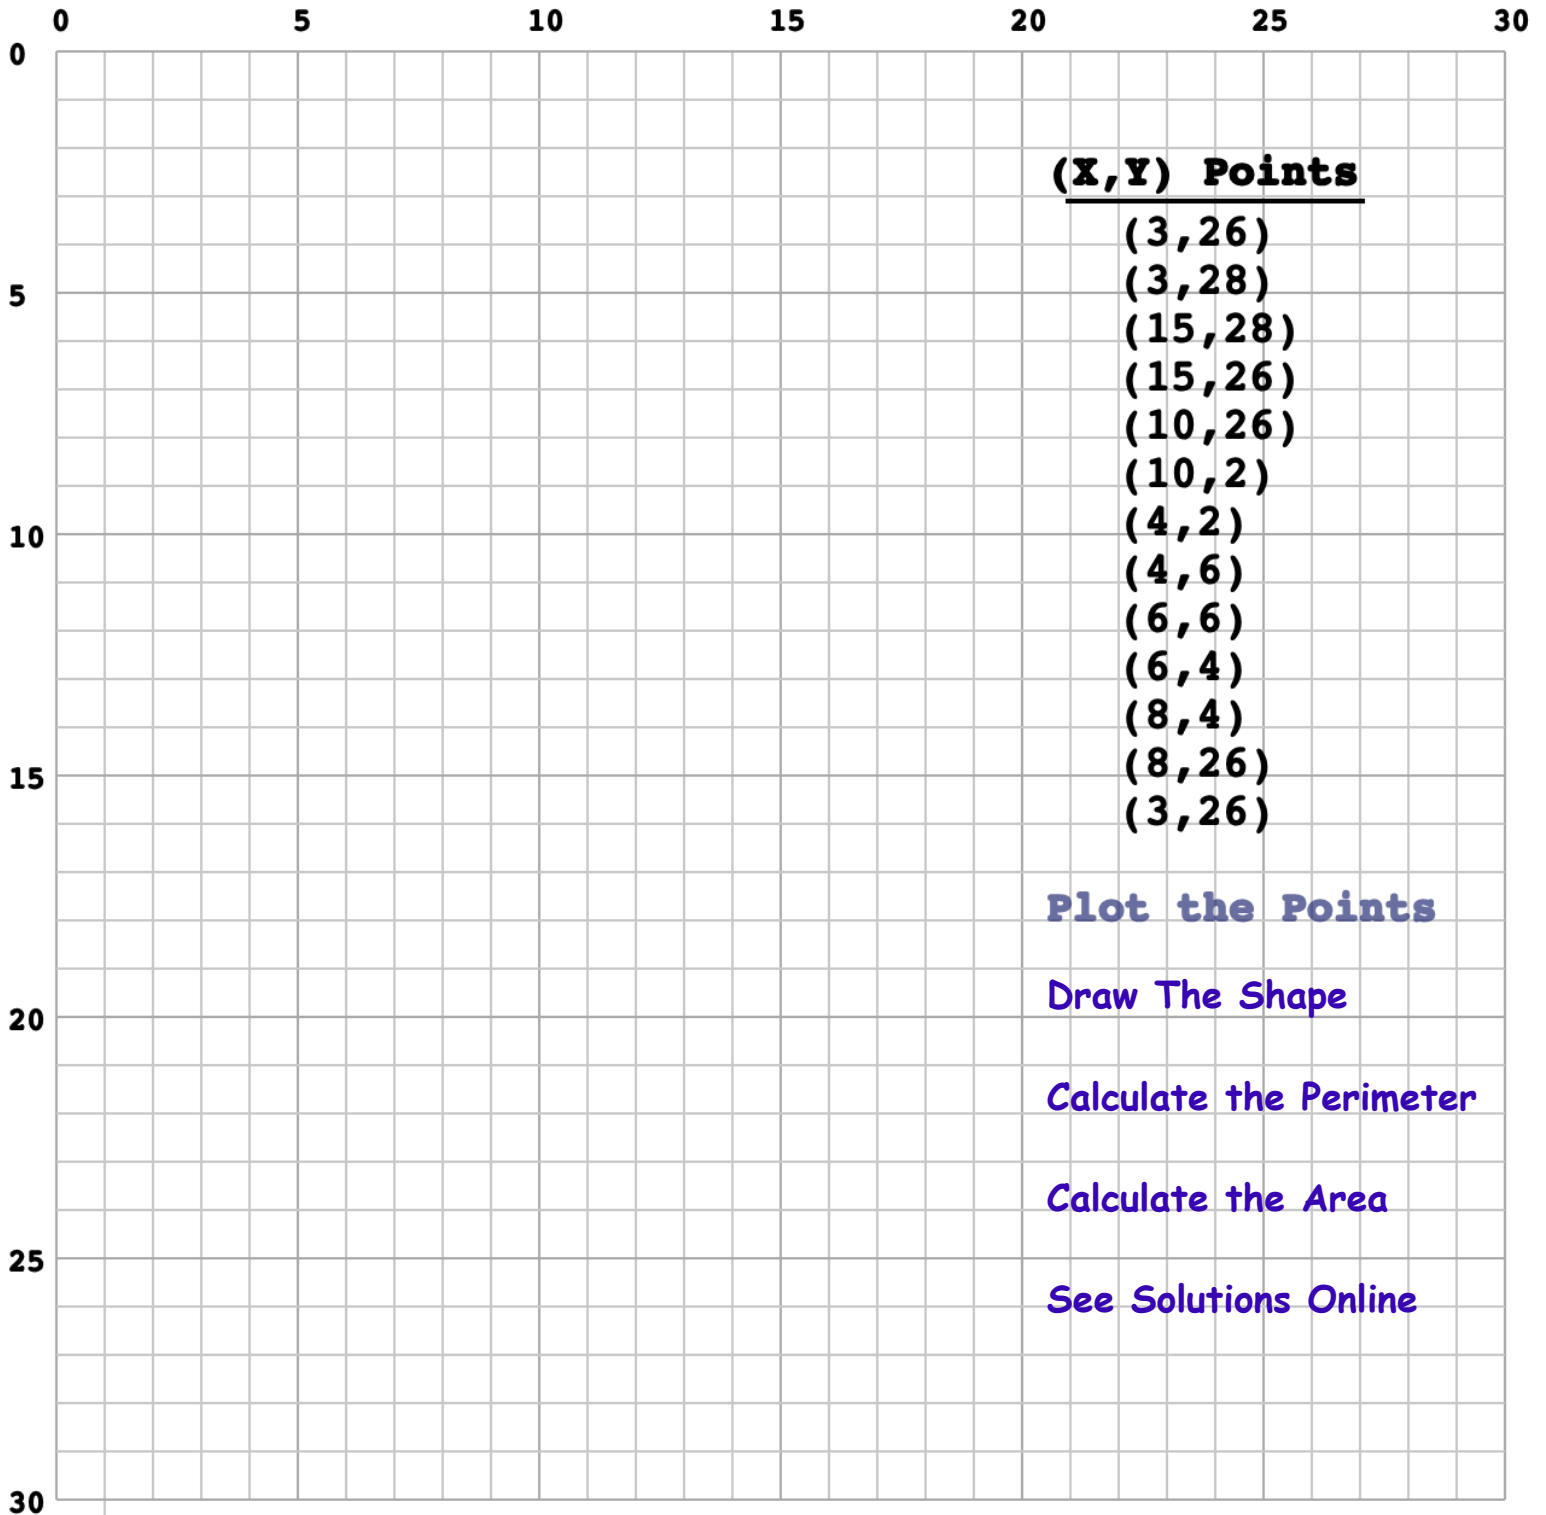 0 5 10 15 20 25 30
0
(X,Y) Points
(3,26)
(3,28)
5
(15,28)
(15,26)
(10,26)
(10,2)
(4,2)
10
(4,6)
(6,6)
(6,4)
(8,4)
(8,26)
15
(3,26)
Plot the Points
Draw The Shape
20
Calculate the Perimeter
Calculate the Area
25
See Solutions Online
30